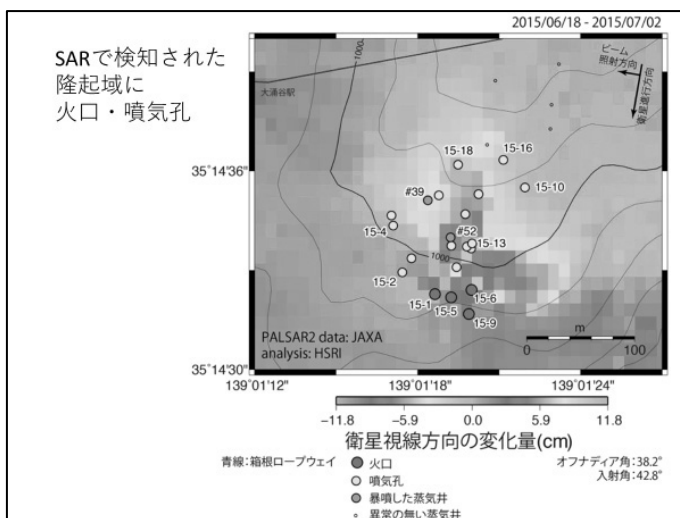 2015/06/18 - 2015/07/02
SARで検知された
隆起域に
火口・噴気孔
ビーム
照射方向
衛星進行方向
1000
大涌谷駅
35°14'36
35°14'30
15-18
15-16
15-10
#39
15-4
#52
15-13
1000
15-2
15-1
15-6
15-5
15-9
PALSAR2 data: JAXA
analysis: HSRI
m
0
100
139°01'12"
139°01'18
139°01'24"
−11.8
−5.9
0.0
5.9
11.8
衛星視線方向の変化量(cm)
青線：箱根ロープウェイ
火口
噴気孔
暴噴した蒸気井
異常の無い蒸気井
オフナディア角:38.2°
入射角:42.8°